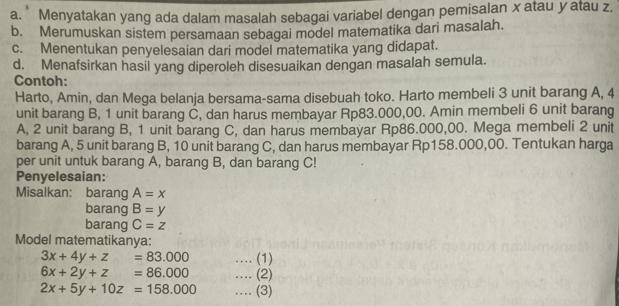 a. Menyatakan yang ada dalam masalah sebagai variabel dengan pemisalan x atau y atau z.
b. Merumuskan sistem persamaan sebagai model matematika dari masalah.
c. Menentukan penyelesaian dari model matematika yang didapat.
d. Menafsirkan hasil yang diperoleh disesuaikan dengan masalah semula.
Contoh:
Harto, Amin, dan Mega belanja bersama-sama disebuah toko. Harto membeli 3 unit barang A, 4
unit barang B, 1 unit barang C, dan harus membayar Rp83.000,00. Amin membeli 6 unit barang
A, 2 unit barang B, 1 unit barang C, dan harus membayar Rp86.000,00. Mega membeli 2 unit
barang A, 5 unit barang B, 10 unit barang C, dan harus membayar Rp158.000,00. Tentukan harga
per unit untuk barang A, barang B, dan barang C!
Penyelesaian:
Misalkan: barang A = x
barang B = y
barang C = z
Model matematikanya:
3x + 4y + z = 83.000 .... (1)
6x + 2y + z = 86.000 .... (2)
2x + 5y + 10z = 158.000 .... (3)